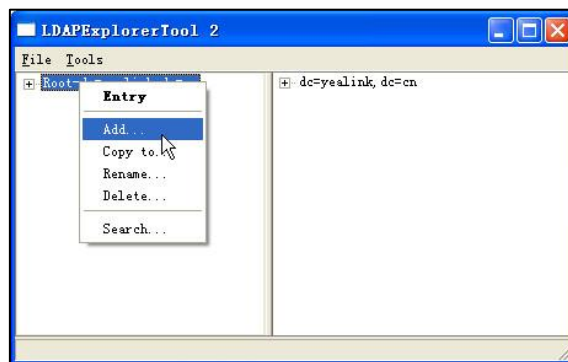 LDAPExplorerTool 2
File Tools
Root
dc=yealink, dc=cn
Entry
Add...
Copy to...
Rename...
Delete...
Search...